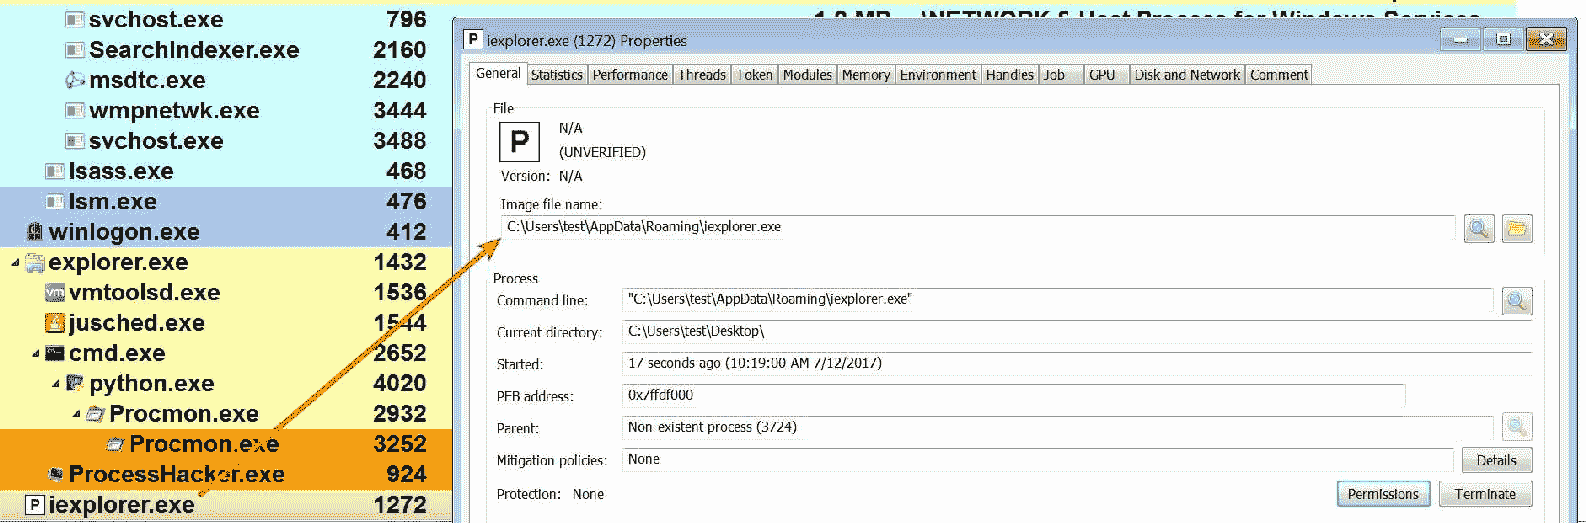 svchost.exe 796
SearchIndexer.exe 2160
msdtc.exe 2240
wmpnetwk.exe 3444
svchost.exe 3488
lsass.exe 468
lsm.exe 476
winlogon.exe 412
explorer.exe 1432
vmtoolsd.exe 1536
jusched.exe 1544
cmd.exe 2652
python.exe 4020
Procmon.exe 2932
Procmon.exe 3252
ProcessHacker.exe 924
P iexplorer.exe 1272
P iexplorer.exe (1272) Properties
General Statistics Performance Threads Token Modules Memory Environment Handles Job GPU Disk and Network Comment
File
P
N/A
(UNVERIFIED)
Version: N/A
Image file name:
C:\Users\test\AppData\Roaming\iexplorer.exe
Process
Command line: "C:\Users\test\AppData\Roaming\iexplorer.exe"
Current directory: C:\Users\test\Desktop\
Started: 17 seconds ago (10:19:00 AM 7/12/2017)
PEB address: 0x7ffdf000
Parent: Non-existent process (3724)
Mitigation policies: None Details
Protection: None Permissions Terminate